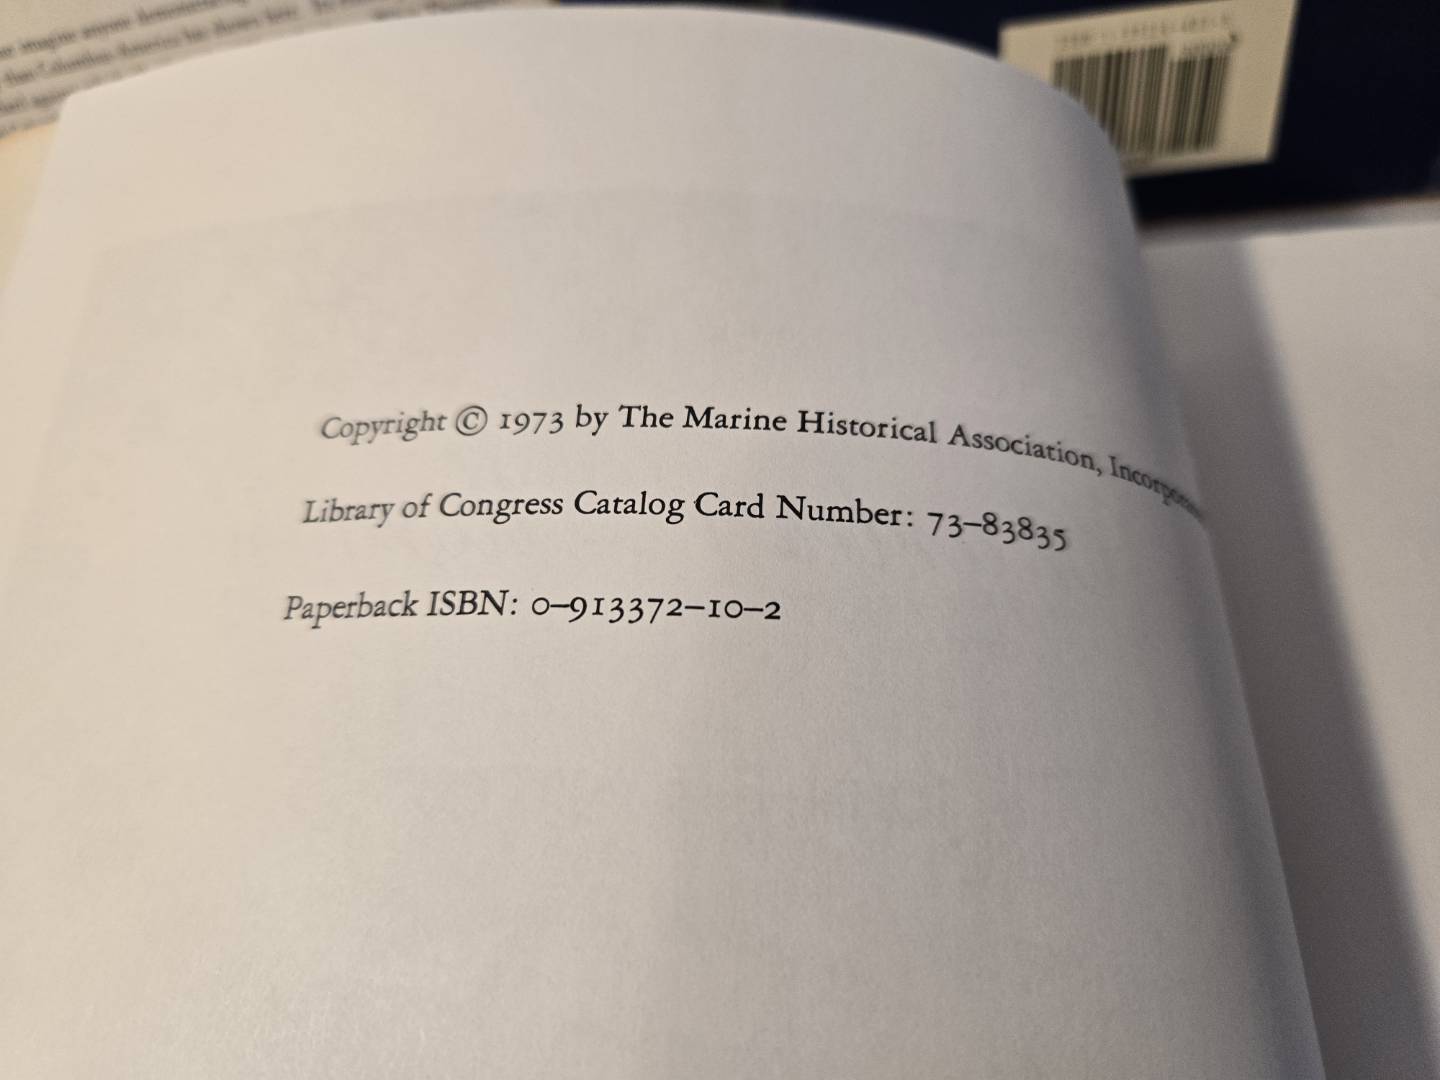 Copyright © 1973 by The Marine Historical Association,
Library of Congress Catalog Card Number: 73–83835
Paperback ISBN: 0–913372–10–2